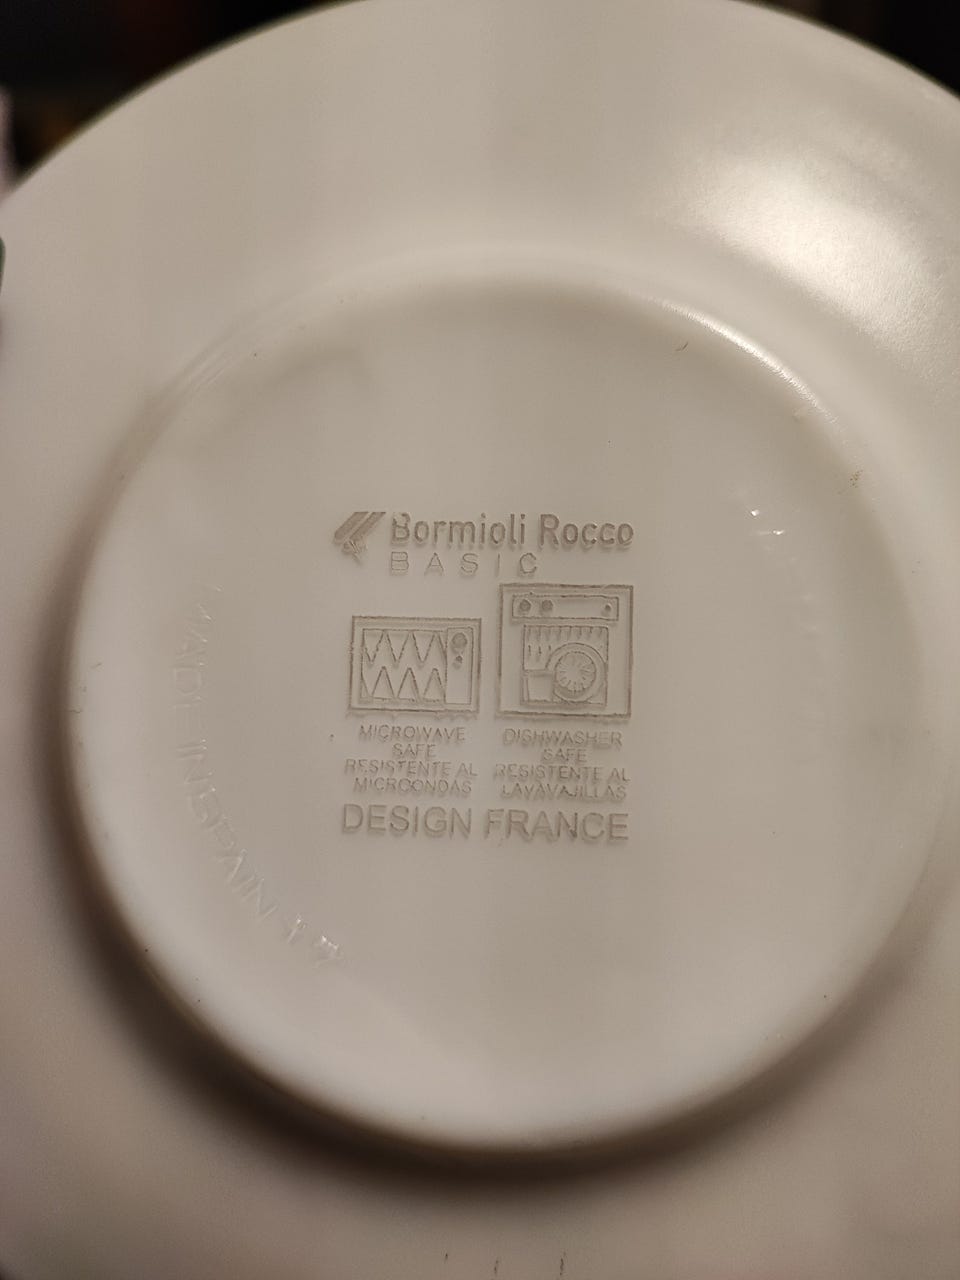 Bormioli Rocco
BASIC
MICROWAVE
SAFE
RESISTENTE AL
MICROONDAS
DISHWASHER
SAFE
RESISTENTE AL
LAVAVAJILLAS
DESIGN FRANCE
MADE IN SPAIN